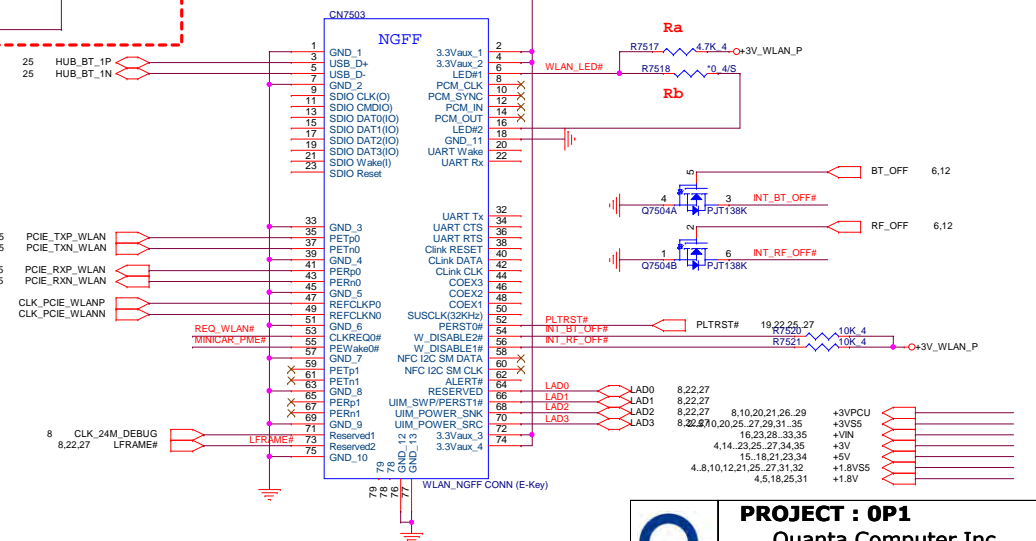 CN7503
NGFF
1 GND_1 3.3Vaux_1 2
25 HUB_BT_1P 3 USB_D+ 3.3Vaux_2 4
25 HUB_BT_1N 5 USB_D- LED#1 6 WLAN_LED#
7 GND_2 PCM_CLK 8
9 SDIO CLK(O) PCM_SYNC 10
11 SDIO CMDIO) PCM_IN 12
13 SDIO DAT0(IO) PCM_OUT 14
15 SDIO DAT1(IO) LED#2 16
17 SDIO DAT2(IO) GND_11 18
19 SDIO DAT3(IO) UART Wake 20
21 SDIO Wake(I) UART Rx 22
23 SDIO Reset
Ra
R7517 4.7K_4 +3V_WLAN_P
R7518 *0_4/S
Rb
5 BT_OFF 6,12
4 3 INT_BT_OFF#
Q7504A PJT138K
2 RF_OFF 6,12
1 6 INT_RF_OFF#
Q7504B PJT138K
UART Tx 32
33 GND_3 UART CTS 34
5 PCIE_TXP_WLAN 35 PETp0 UART RTS 36
5 PCIE_TXN_WLAN 37 PETn0 Clink RESET 38
39 GND_4 CLink DATA 40
5 PCIE_RXP_WLAN 41 PERp0 CLink CLK 42
5 PCIE_RXN_WLAN 43 PERn0 COEX3 44
45 GND_5 COEX2 46
CLK_PCIE_WLANP 47 REFCLKP0 COEX1 48
CLK_PCIE_WLANN 49 REFCLKN0 SUSCLK(32KHz) 50
51 GND_6 PERST0# 52 PLTRST# PLTRST# 19,22,25,27
REQ_WLAN# 53 CLKREQ0# W_DISABLE2# 54 INT_BT_OFF# R7520 10K_4
MINICAR_PME# 55 PEWake0# W_DISABLE1# 56 INT_RF_OFF# R7521 10K_4 +3V_WLAN_P
57 GND_7 NFC I2C SM DATA 58
59 PETp1 NFC I2C SM CLK 60
61 PETn1 ALERT# 62
63 GND_8 RESERVED 64 LAD0 LAD0 8,22,27
65 PERp1 UIM_SWP/PERST1# 66 LAD1 LAD1 8,22,27
67 PERn1 UIM_POWER_SNK 68 LAD2 LAD2 8,22,27
69 GND_9 UIM_POWER_SRC 70 LAD3 LAD3
8 CLK_24M_DEBUG 71 Reserved1 3.3Vaux_3 72
8,22,27 LFRAME# LFRAME# 73 Reserved2 3.3Vaux_4 74
75 GND_10
79 78 GND_12 GND_13
79 78 76 77
WLAN_NGFF CONN (E-Key)
8,10,20,21,26..29 +3VPCU
+3VS5
16,23,28..33,35 +VIN
4,14..23,25..27,34,35 +3V
15..18,21,23,34 +5V
4..8,10,12,21,25..27,31,32 +1.8VS5
4,5,18,25,31 +1.8V
PROJECT : 0P1
Quanta Computer Inc